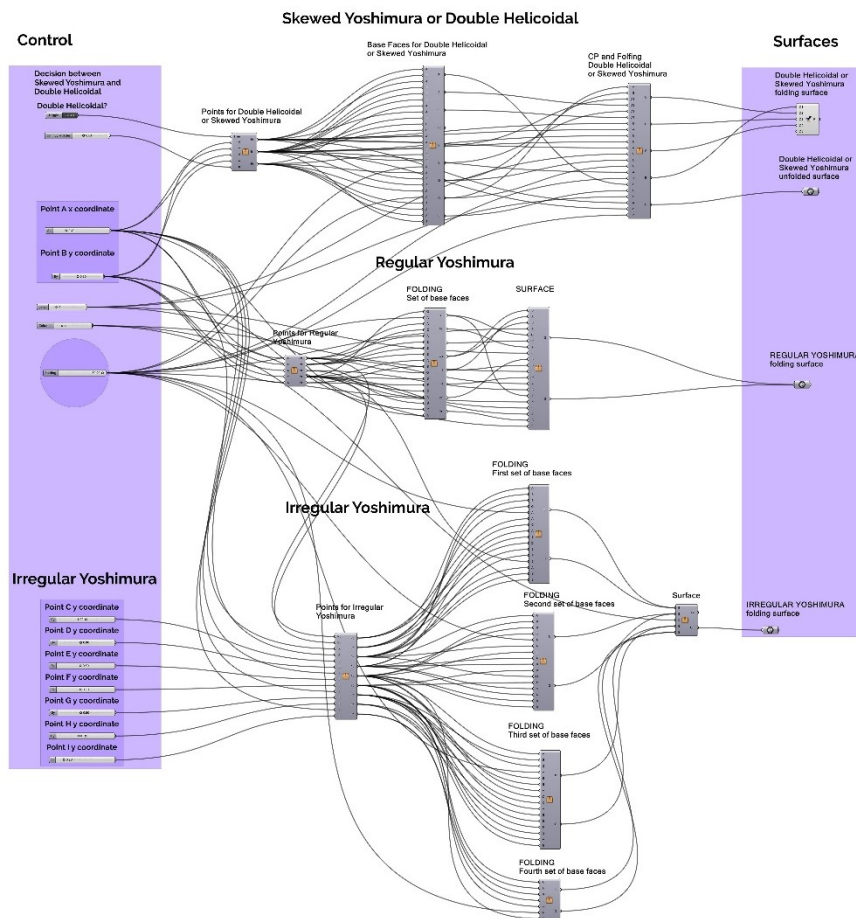 Skewed Yoshimura or Double Helicoidal
Control
Surfaces
Decision between
Skewed Yoshimura and
Double Helicoidal
Double Helicoidal?
Points for Double Helicoidal
or Skewed Yoshimura
Base Faces for Double Helicoidal
or Skewed Yoshimura
CP and Folfing
Double Helicoidal
or Skewed Yoshimura
Double Helicoidal or
Skewed Yoshimura
folding surface
Double Helicoidal or
Skewed Yoshimura
unfolded surface
Point A x coordinate
Point B y coordinate
Regular Yoshimura
FOLDING
Set of base faces
SURFACE
Points for Regular
Yoshimura
REGULAR YOSHIMURA
folding surface
Irregular Yoshimura
FOLDING
First set of base faces
Irregular Yoshimura
Point C y coordinate
Point D y coordinate
Point E y coordinate
Point F y coordinate
Point G y coordinate
Point H y coordinate
Point I y coordinate
Points for Irregular
Yoshimura
FOLDING
Second set of base faces
Surface
IRREGULAR YOSHIMURA
folding surface
FOLDING
Third set of base faces
FOLDING
Fourth set of base faces